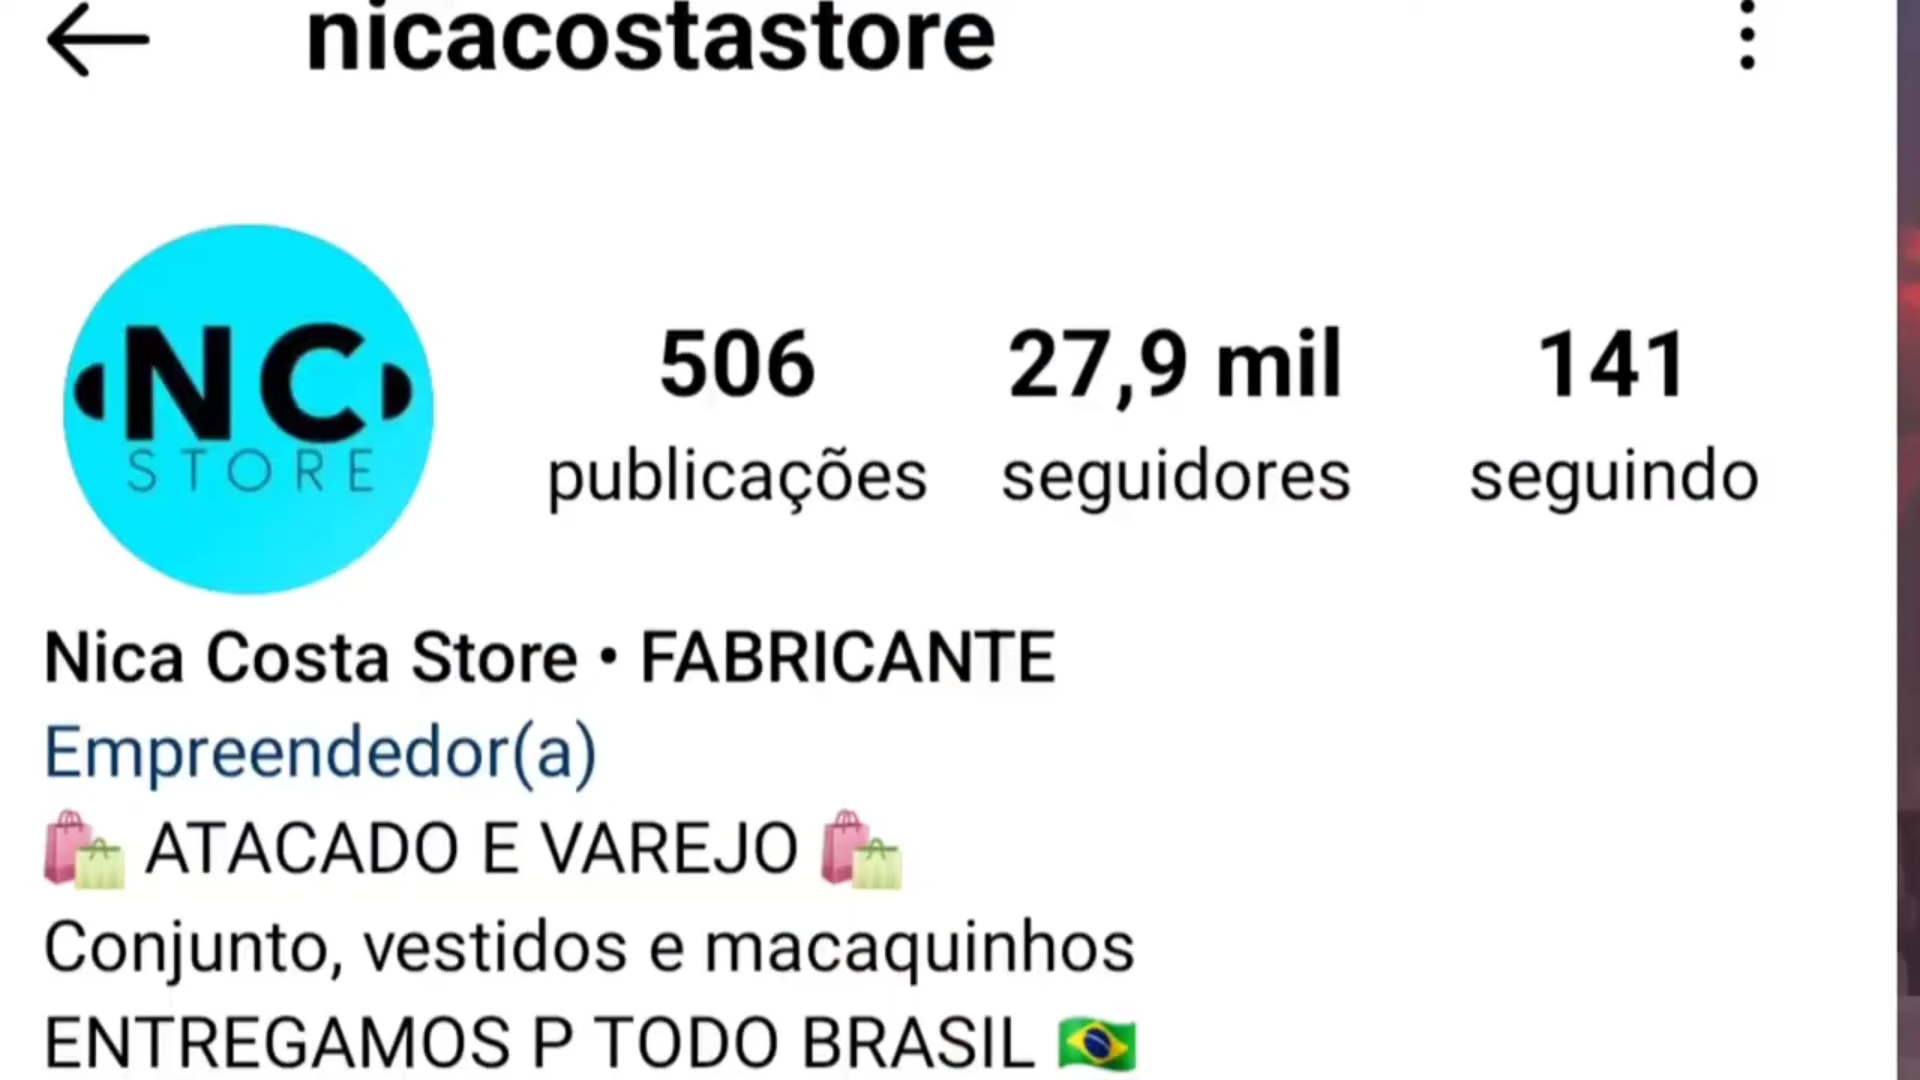 nicacostastore
NC
STORE
506 27,9 mil 141
publicações seguidores seguindo
Nica Costa Store • FABRICANTE
Empreendedor(a)
🛍️ ATACADO E VAREJO 🛍️
Conjunto, vestidos e macaquinhos
ENTREGAMOS P TODO BRASIL 🇧🇷